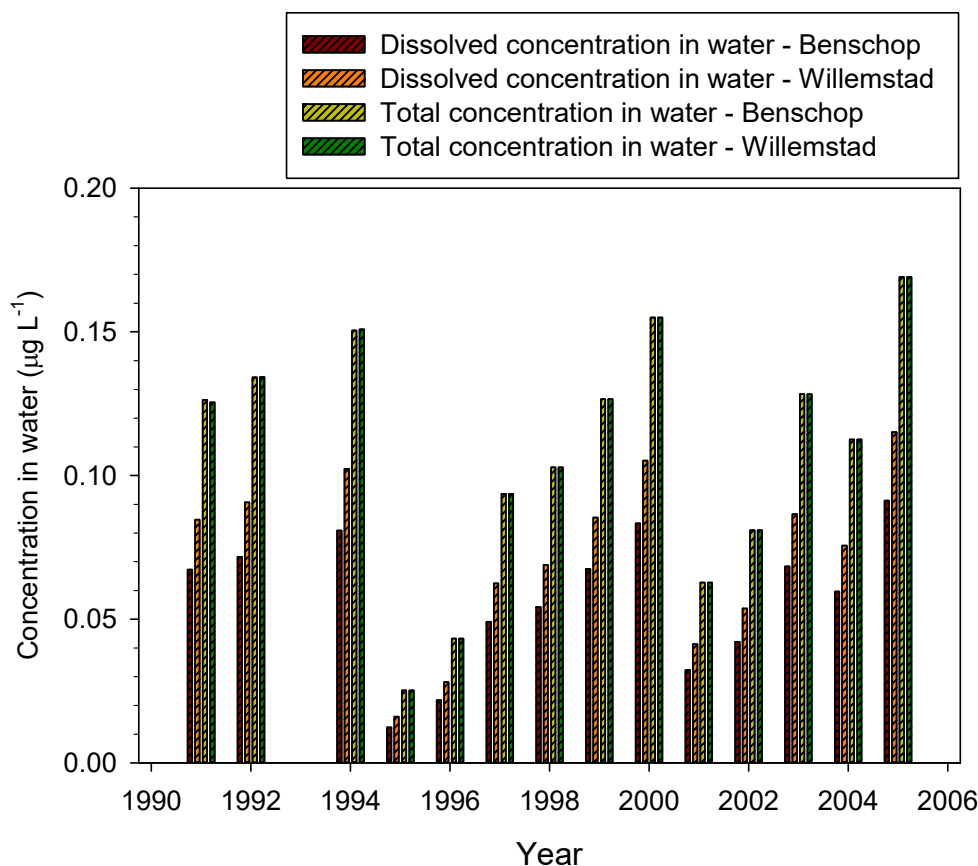 Dissolved concentration in water - Benschop
Dissolved concentration in water - Willemstad
Total concentration in water - Benschop
Total concentration in water - Willemstad
Concentration in water (μg L⁻¹)
0.20
0.15
0.10
0.05
0.00
1990 1992 1994 1996 1998 2000 2002 2004 2006
Year